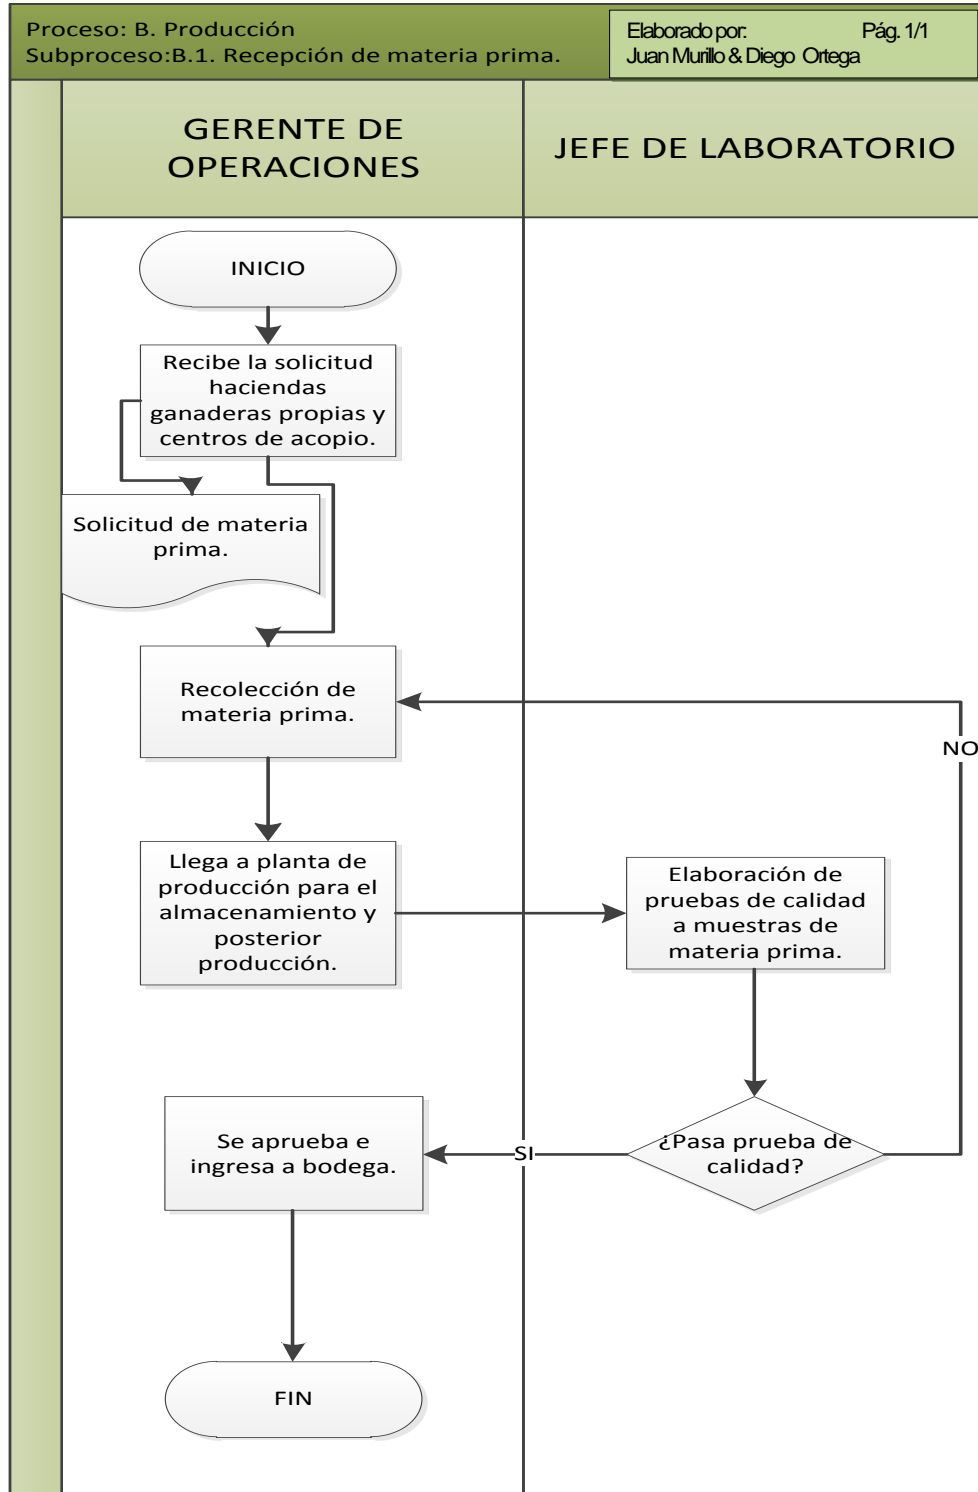 Proceso: B. Producción
Subproceso:B.1. Recepción de materia prima.
Elaborado por: Pág. 1/1
Juan Murillo & Diego Ortega
GERENTE DE
OPERACIONES
JEFE DE LABORATORIO
INICIO
Recibe la solicitud
haciendas
ganaderas propias y
centros de acopio.
Solicitud de materia
prima.
Recolección de
materia prima.
NO
Llega a planta de
producción para el
almacenamiento y
posterior
producción.
Elaboración de
pruebas de calidad
a muestras de
materia prima.
¿Pasa prueba de
calidad?
SI
Se aprueba e
ingresa a bodega.
FIN